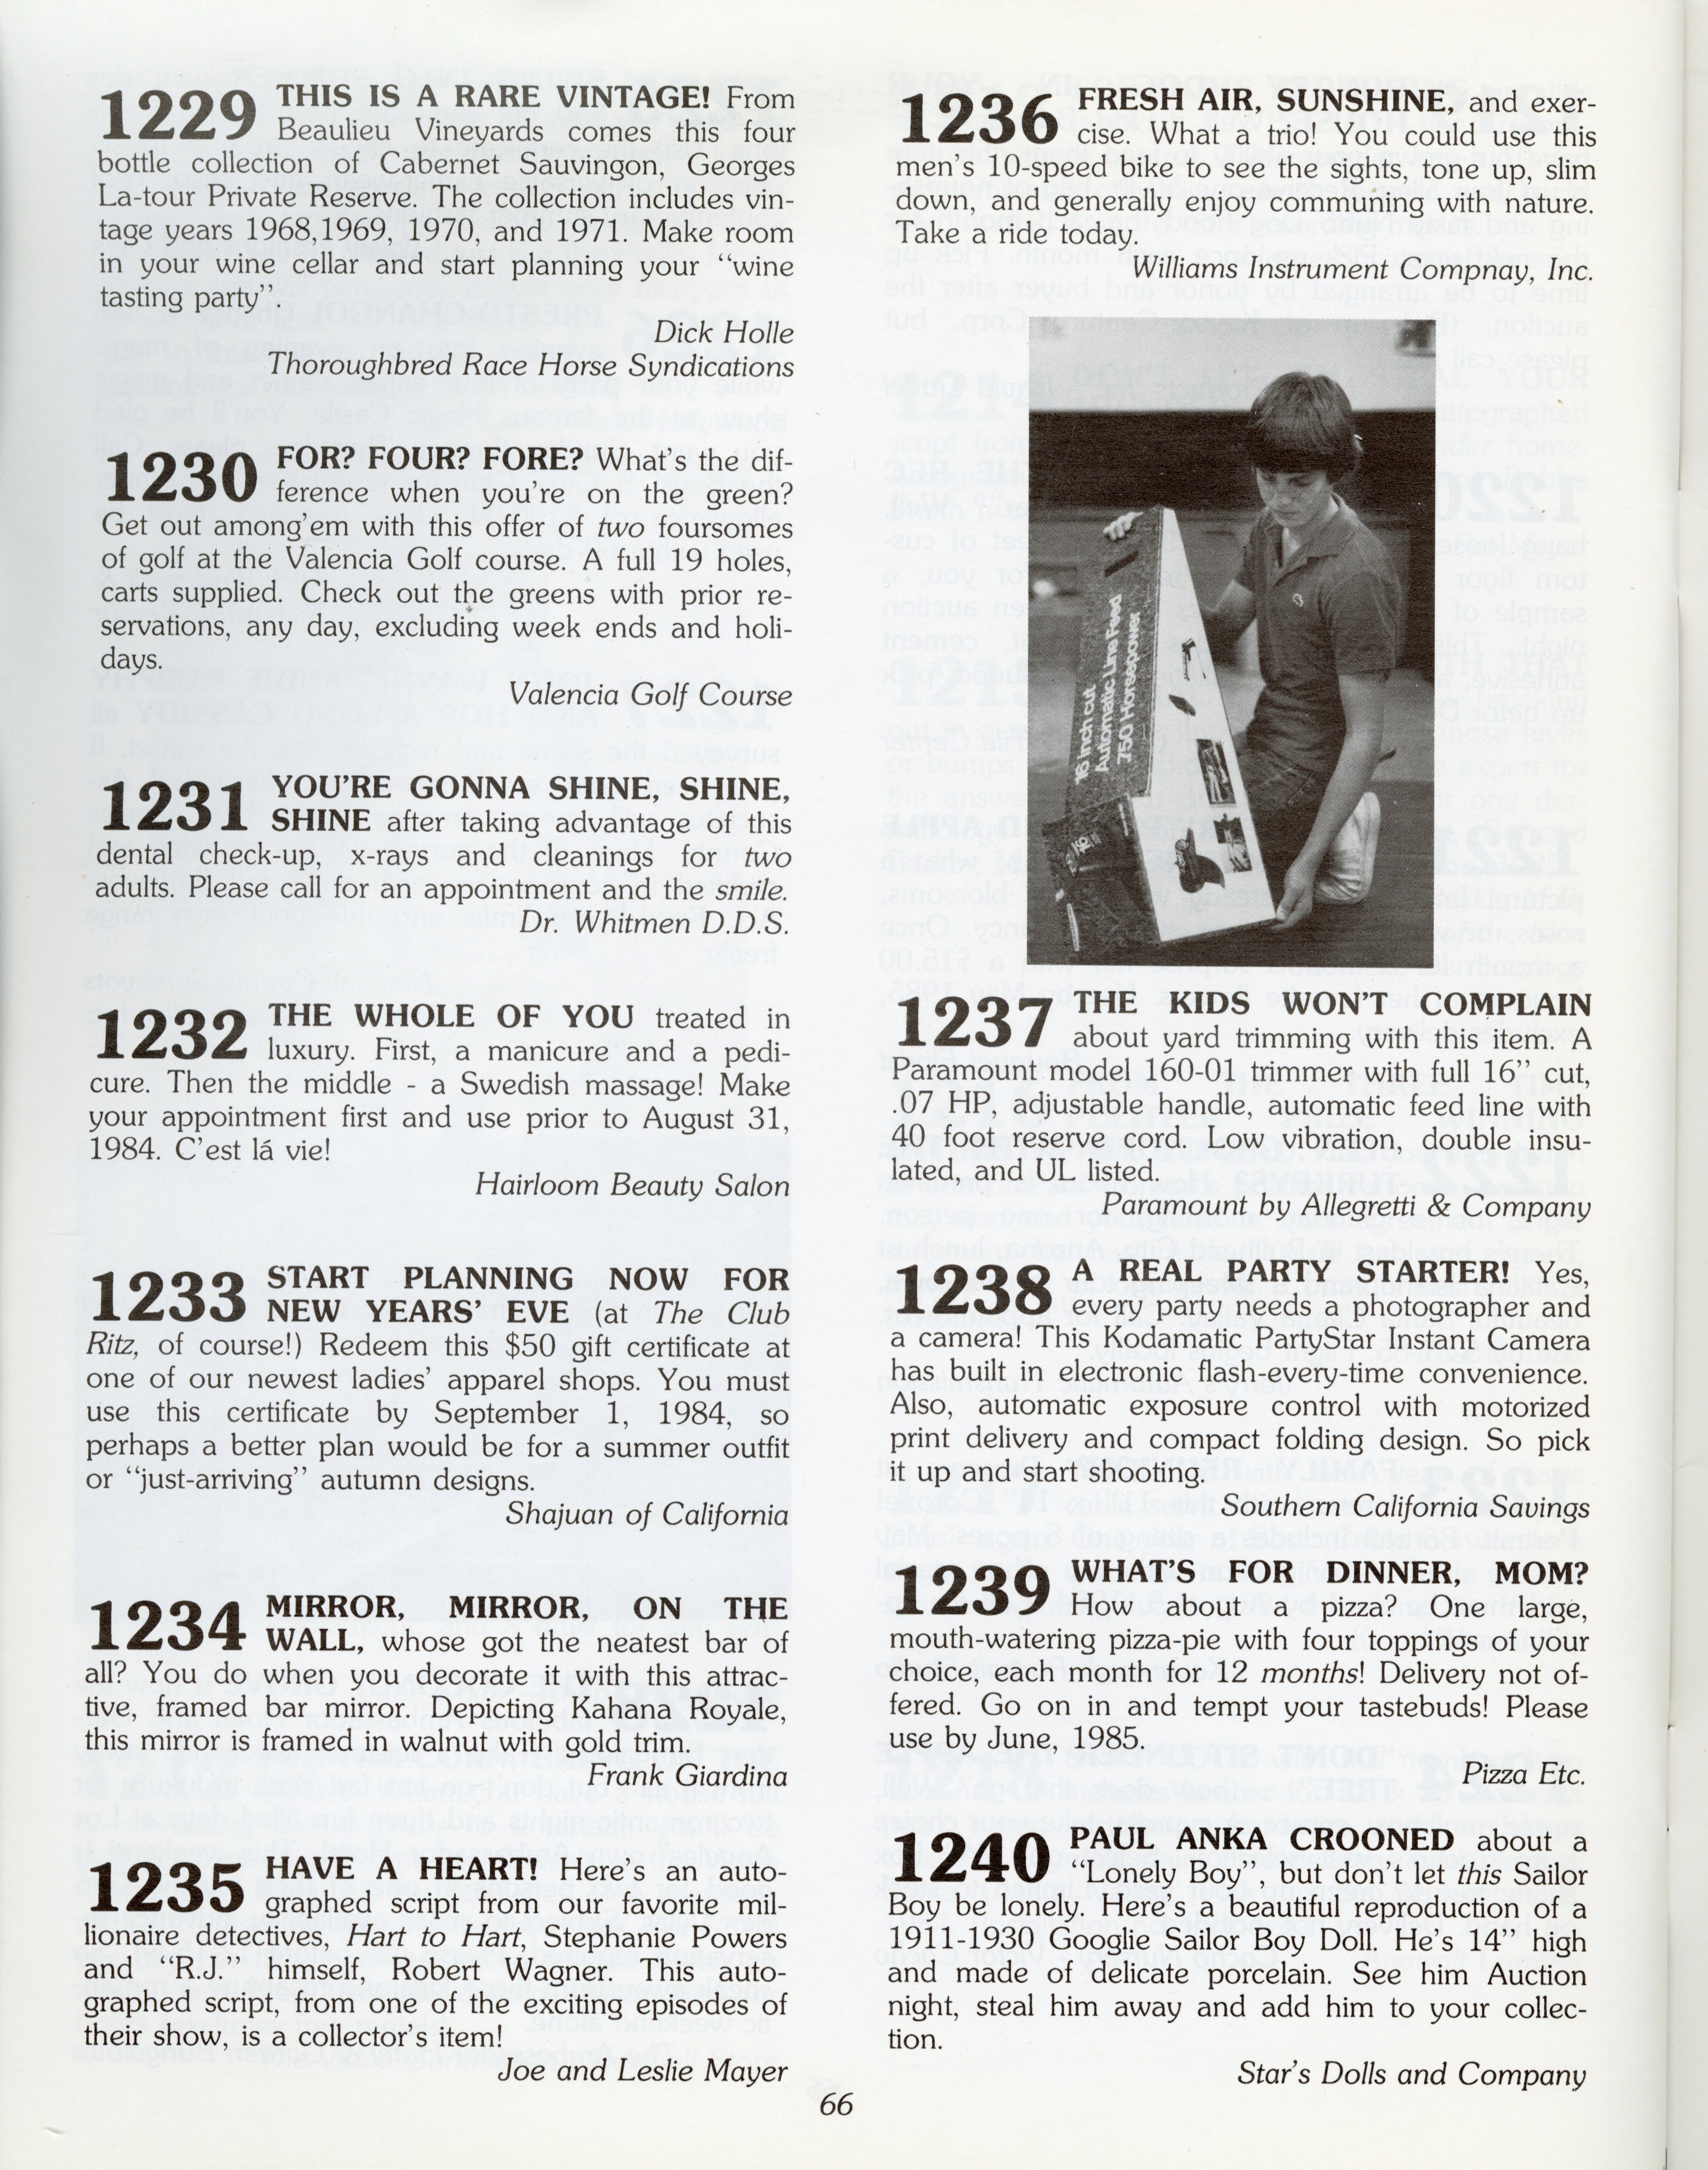 1229 THIS IS A RARE VINTAGE! From
Beaulieu Vineyards comes this four
bottle collection of Cabernet Sauvingon, Georges
La-tour Private Reserve. The collection includes vin-
tage years 1968,1969, 1970, and 1971. Make room
in your wine cellar and start planning your “wine
tasting party”.
Dick Holle
Thoroughbred Race Horse Syndications
1230 FOR? FOUR? FORE? What's the dif-
ference when you're on the green?
Get out among'em with this offer of two foursomes
of golf at the Valencia Golf course. A full 19 holes,
carts supplied. Check out the greens with prior re-
servations, any day, excluding week ends and holi-
days.
Valencia Golf Course
1231 YOU'RE GONNA SHINE, SHINE,
SHINE after taking advantage of this
dental check-up, x-rays and cleanings for two
adults. Please call for an appointment and the smile.
Dr. Whitmen D.D.S.
1232 THE WHOLE OF YOU treated in
luxury. First, a manicure and a pedi-
cure. Then the middle - a Swedish massage! Make
your appointment first and use prior to August 31,
1984. C'est lá vie!
Hairloom Beauty Salon
1233 START PLANNING NOW FOR
NEW YEARS' EVE (at The Club
Ritz, of course!) Redeem this $50 gift certificate at
one of our newest ladies' apparel shops. You must
use this certificate by September 1, 1984, so
perhaps a better plan would be for a summer outfit
or “just-arriving” autumn designs.
Shajuan of California
1234 MIRROR, MIRROR, ON THE
WALL, whose got the neatest bar of
all? You do when you decorate it with this attrac-
tive, framed bar mirror. Depicting Kahana Royale,
this mirror is framed in walnut with gold trim.
Frank Giardina
1235 HAVE A HEART! Here's an auto-
graphed script from our favorite mil-
lionaire detectives, Hart to Hart, Stephanie Powers
and “R.J.” himself, Robert Wagner. This auto-
graphed script, from one of the exciting episodes of
their show, is a collector's item!
Joe and Leslie Mayer
1236 FRESH AIR, SUNSHINE, and exer-
cise. What a trio! You could use this
men's 10-speed bike to see the sights, tone up, slim
down, and generally enjoy communing with nature.
Take a ride today.
Williams Instrument Compnay, Inc.
16 inch cut
Automatic Line Feed
750 Horsepower
1237 THE KIDS WON'T COMPLAIN
about yard trimming with this item. A
Paramount model 160-01 trimmer with full 16” cut,
.07 HP, adjustable handle, automatic feed line with
40 foot reserve cord. Low vibration, double insu-
lated, and UL listed.
Paramount by Allegretti & Company
1238 A REAL PARTY STARTER! Yes,
every party needs a photographer and
a camera! This Kodamatic PartyStar Instant Camera
has built in electronic flash-every-time convenience.
Also, automatic exposure control with motorized
print delivery and compact folding design. So pick
it up and start shooting.
Southern California Savings
1239 WHAT'S FOR DINNER, MOM?
How about a pizza? One large,
mouth-watering pizza-pie with four toppings of your
choice, each month for 12 months! Delivery not of-
fered. Go on in and tempt your tastebuds! Please
use by June, 1985.
Pizza Etc.
1240 PAUL ANKA CROONED about a
“Lonely Boy”, but don't let this Sailor
Boy be lonely. Here's a beautiful reproduction of a
1911-1930 Googlie Sailor Boy Doll. He's 14” high
and made of delicate porcelain. See him Auction
night, steal him away and add him to your collec-
tion.
Star's Dolls and Company
66